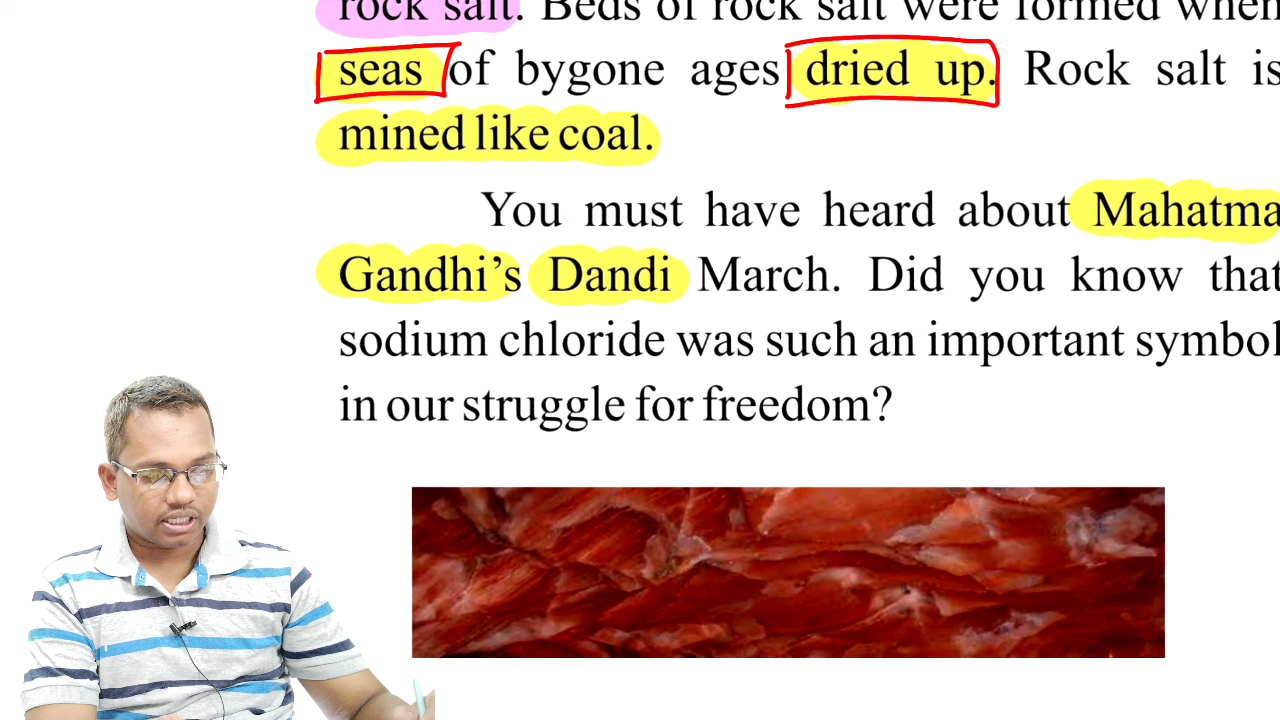 rock salt. Beds of rock salt were formed when
seas of bygone ages dried up. Rock salt is
mined like coal.
You must have heard about Mahatma
Gandhi’s Dandi March. Did you know that
sodium chloride was such an important symbol
in our struggle for freedom?